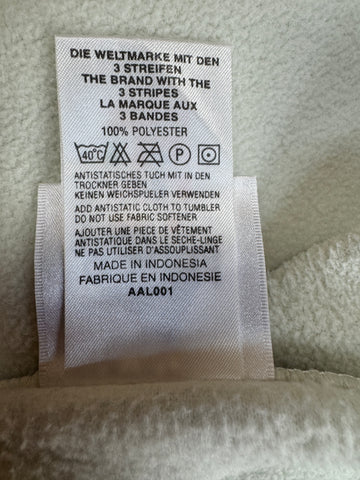 DIE WELTMARKE MIT DEN
3 STREIFEN
THE BRAND WITH THE
3 STRIPES
LA MARQUE AUX
3 BANDES
100% POLYESTER
40°C P
ANTISTATISCHES TUCH MIT IN DEN
TROCKNER GEBEN
KEINEN WEICHSPUELER VERWENDEN
ADD ANTISTATIC CLOTH TO TUMBLER
DO NOT USE FABRIC SOFTENER
AJOUTER UNE PIECE DE VÊTEMENT
ANTISTATIQUE DANS LE SECHE-LINGE
NE PAS UTILISER D'ASSOUPLISSANT
MADE IN INDONESIA
FABRIQUE EN INDONESIE
AAL001